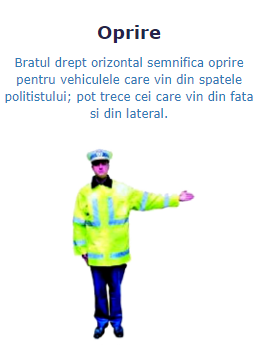 Oprire
Bratul drept orizontal semnifica oprire
pentru vehiculele care vin din spatele
politistului; pot trece cei care vin din fata
si din lateral.